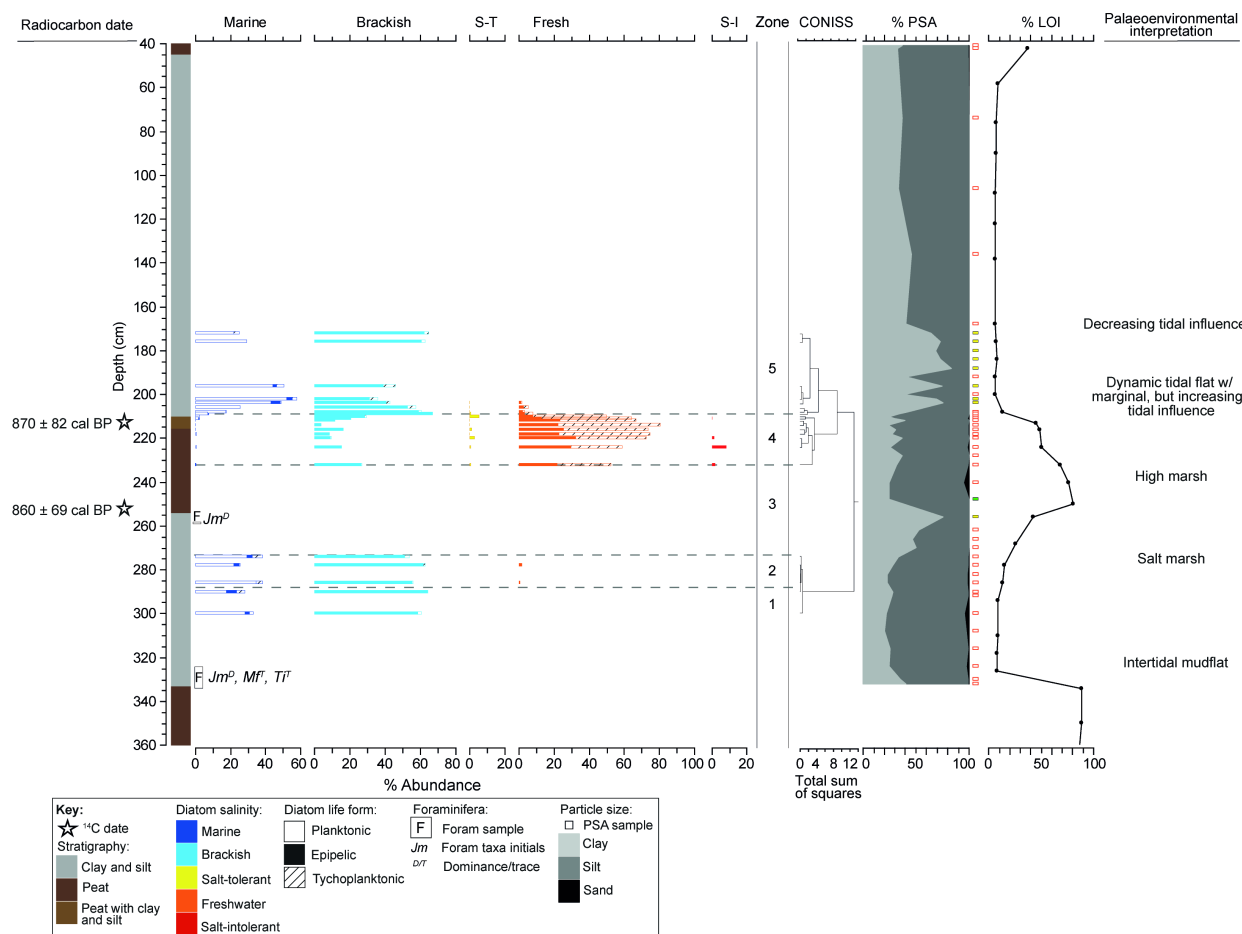 Radiocarbon date
Marine
Brackish
S-T
Fresh
S-I
Zone
CONISS
% PSA
% LOI
Palaeoenvironmental
interpretation
Depth (cm)
40
60
80
100
120
140
160
180
200
220
240
260
280
300
320
340
360
870 ± 82 cal BP
860 ± 69 cal BP
F Jm^D
F Jm^D, Mf^T, Ti^T
5
4
3
2
1
Decreasing tidal influence
Dynamic tidal flat w/
marginal, but increasing
tidal influence
High marsh
Salt marsh
Intertidal mudflat
0 20 40 60
0 20 40 60 80
0 20
0 20 40 60 80 100
0
0 4 8 12
0 50 100
0 50 100
% Abundance
Total sum
of squares
Key:
14C date
Stratigraphy:
Clay and silt
Peat
Peat with clay
and silt
Diatom salinity:
Marine
Brackish
Salt-tolerant
Freshwater
Salt-intolerant
Diatom life form:
Planktonic
Epipelic
Tychoplanktonic
Foraminifera:
F Foram sample
Jm Foram taxa initials
D/T Dominance/trace
Particle size:
PSA sample
Clay
Silt
Sand